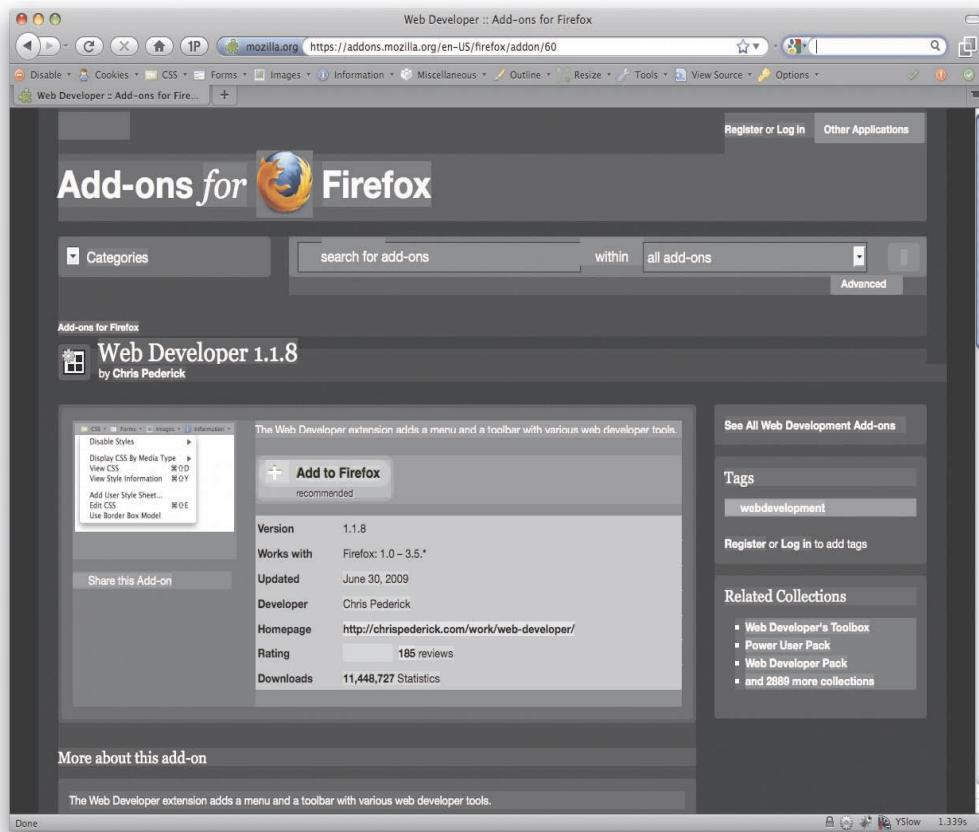 Web Developer :: Add-ons for Firefox
1P mozilla.org https://addons.mozilla.org/en-US/firefox/addon/60
Disable Cookies CSS Forms Images Information Miscellaneous Outline Resize Tools View Source Options
Web Developer :: Add-ons for Fire... +
Register or Log in Other Applications
Add-ons for Firefox
Categories search for add-ons within all add-ons
Advanced
Add-ons for Firefox
Web Developer 1.1.8
by Chris Pederick
CSS Forms Images Information
Disable Styles
Display CSS By Media Type
View CSS ⌘⇧D
View Style Information ⌘⇧Y
Add User Style Sheet...
Edit CSS ⌘⇧E
Use Border Box Model
Share this Add-on
The Web Developer extension adds a menu and a toolbar with various web developer tools.
Add to Firefox
recommended
Version 1.1.8
Works with Firefox: 1.0 – 3.5.*
Updated June 30, 2009
Developer Chris Pederick
Homepage http://chrispederick.com/work/web-developer/
Rating 185 reviews
Downloads 11,448,727 Statistics
See All Web Development Add-ons
Tags
webdevelopment
Register or Log in to add tags
Related Collections
Web Developer's Toolbox
Power User Pack
Web Developer Pack
and 2889 more collections
More about this add-on
The Web Developer extension adds a menu and a toolbar with various web developer tools.
Done YSlow 1.339s